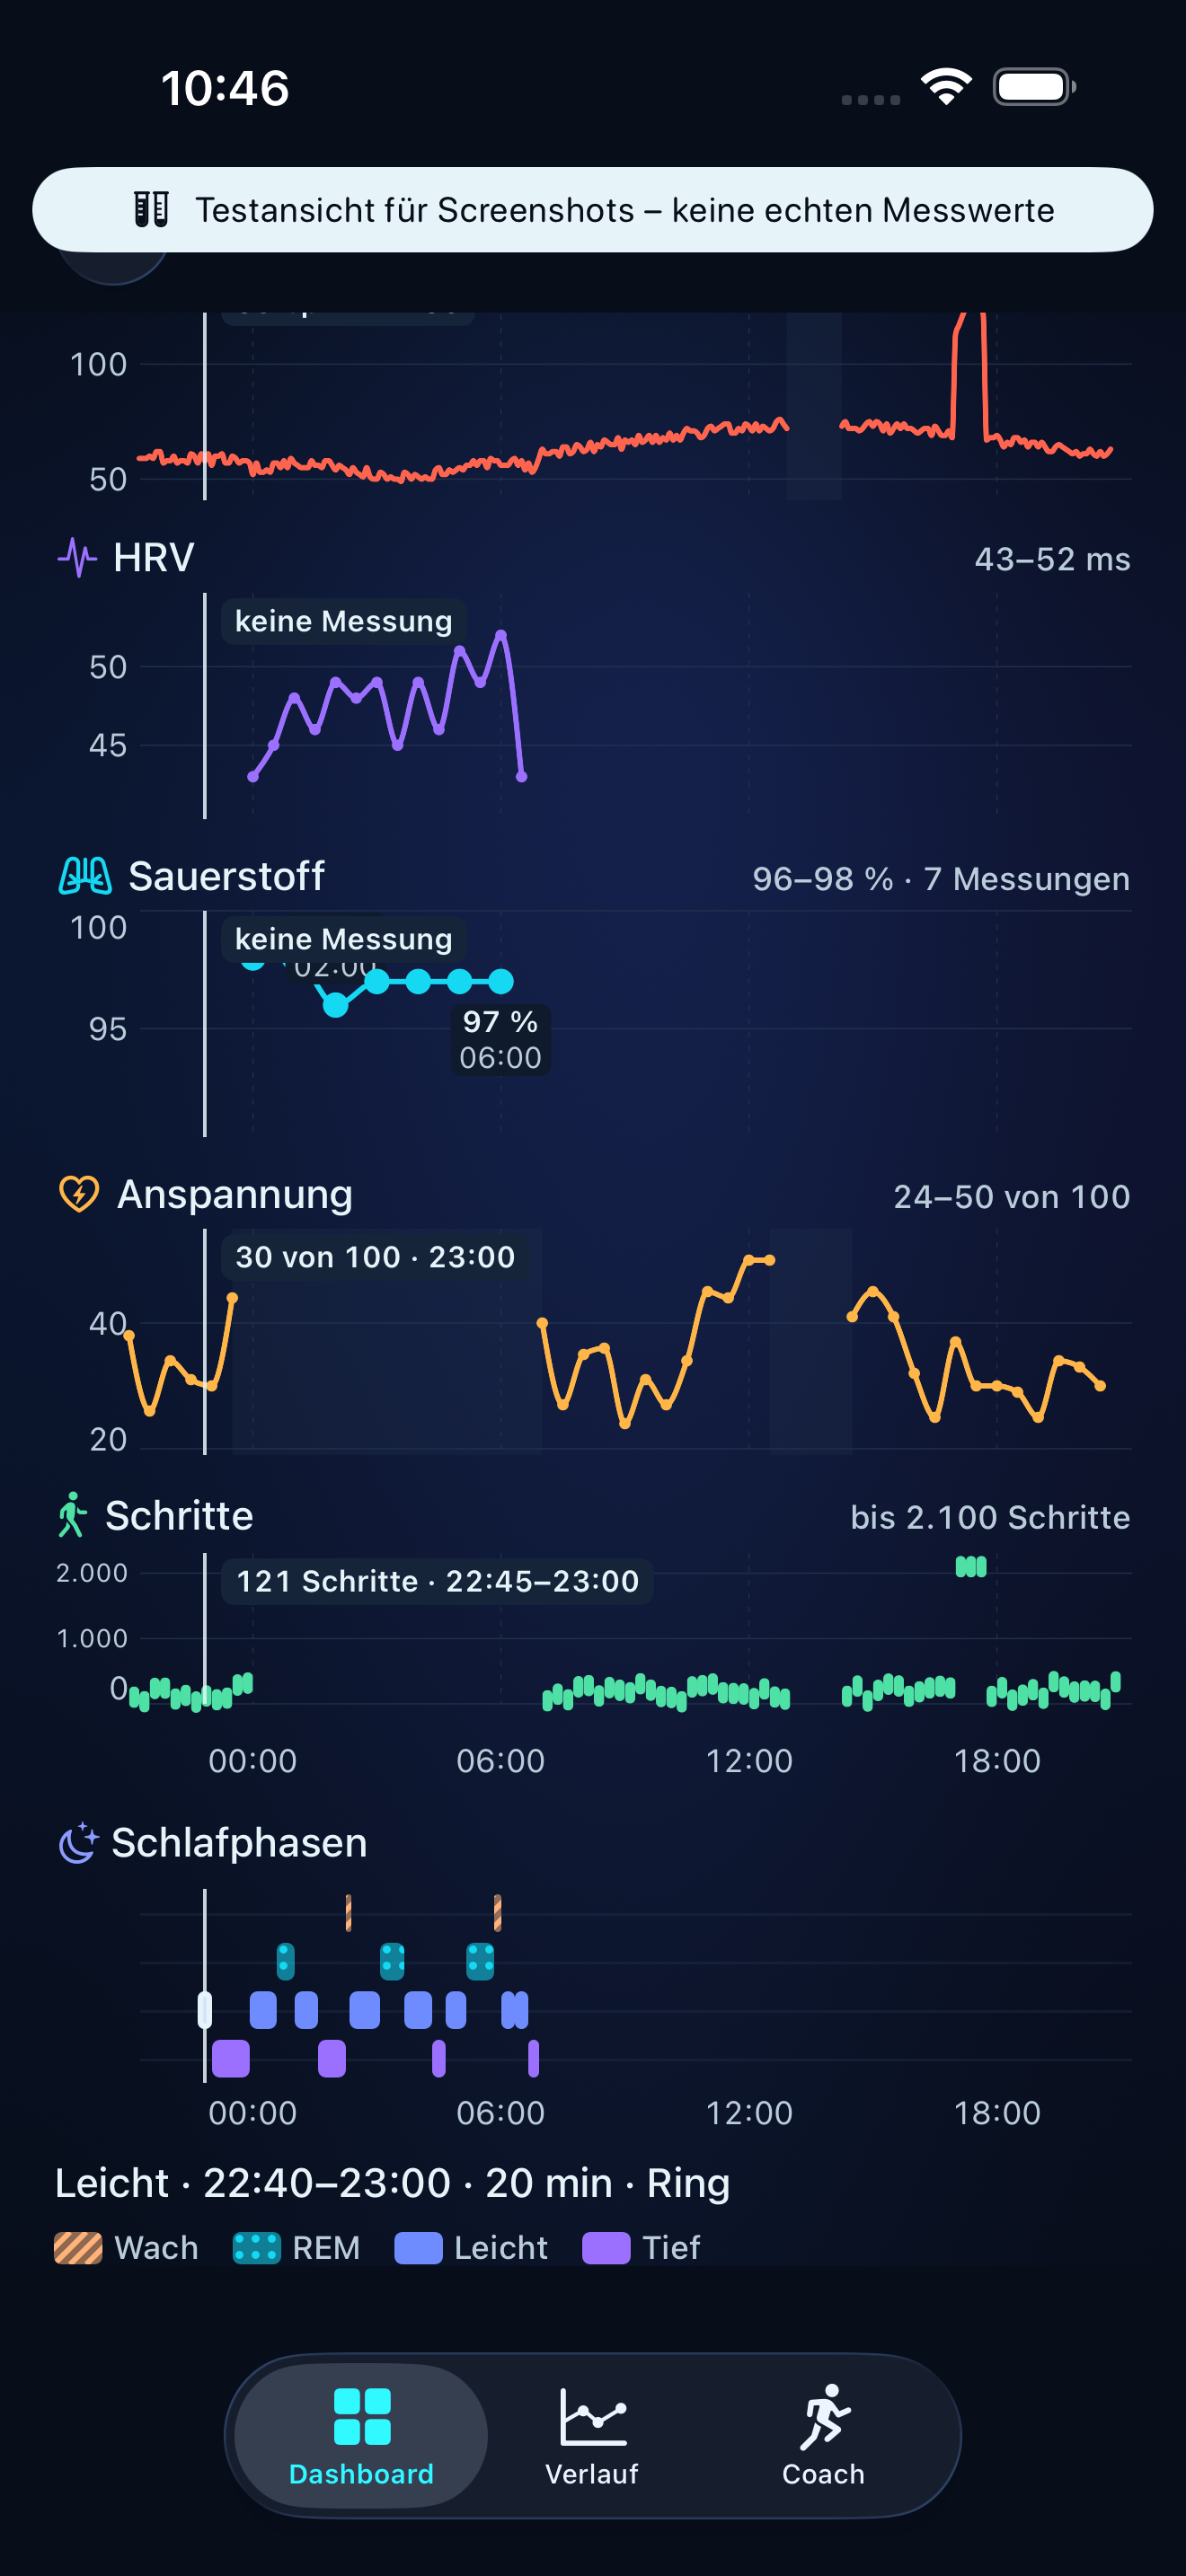 10:46
Testansicht für Screenshots – keine echten Messwerte
100
50
HRV
43–52 ms
keine Messung
50
45
Sauerstoff
96–98 % · 7 Messungen
100
keine Messung
02:00
95
97 %
06:00
Anspannung
24–50 von 100
30 von 100 · 23:00
40
20
Schritte
bis 2.100 Schritte
2.000
121 Schritte · 22:45–23:00
1.000
0
00:00 06:00 12:00 18:00
Schlafphasen
00:00 06:00 12:00 18:00
Leicht · 22:40–23:00 · 20 min · Ring
Wach REM Leicht Tief
Dashboard Verlauf Coach